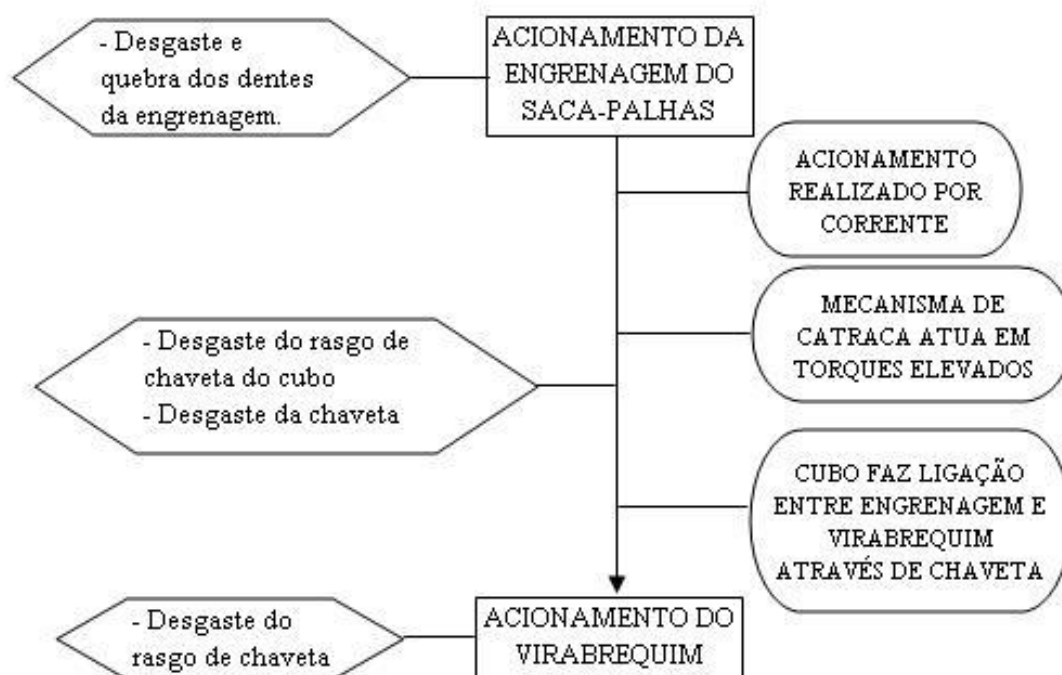 - Desgaste e
quebra dos dentes
da engrenagem.
ACIONAMENTO DA
ENGRENAGEM DO
SACA-PALHAS
ACIONAMENTO
REALIZADO POR
CORRENTE
MECANISMA DE
CATRACA ATUA EM
TORQUES ELEVADOS
- Desgaste do rasgo de
chaveta do cubo
- Desgaste da chaveta
CUBO FAZ LIGAÇÃO
ENTRE ENGRENAGEM E
VIRABREQUIM
ATRAVÉS DE CHAVETA
- Desgaste do
rasgo de chaveta
ACIONAMENTO DO
VIRABREQUIM